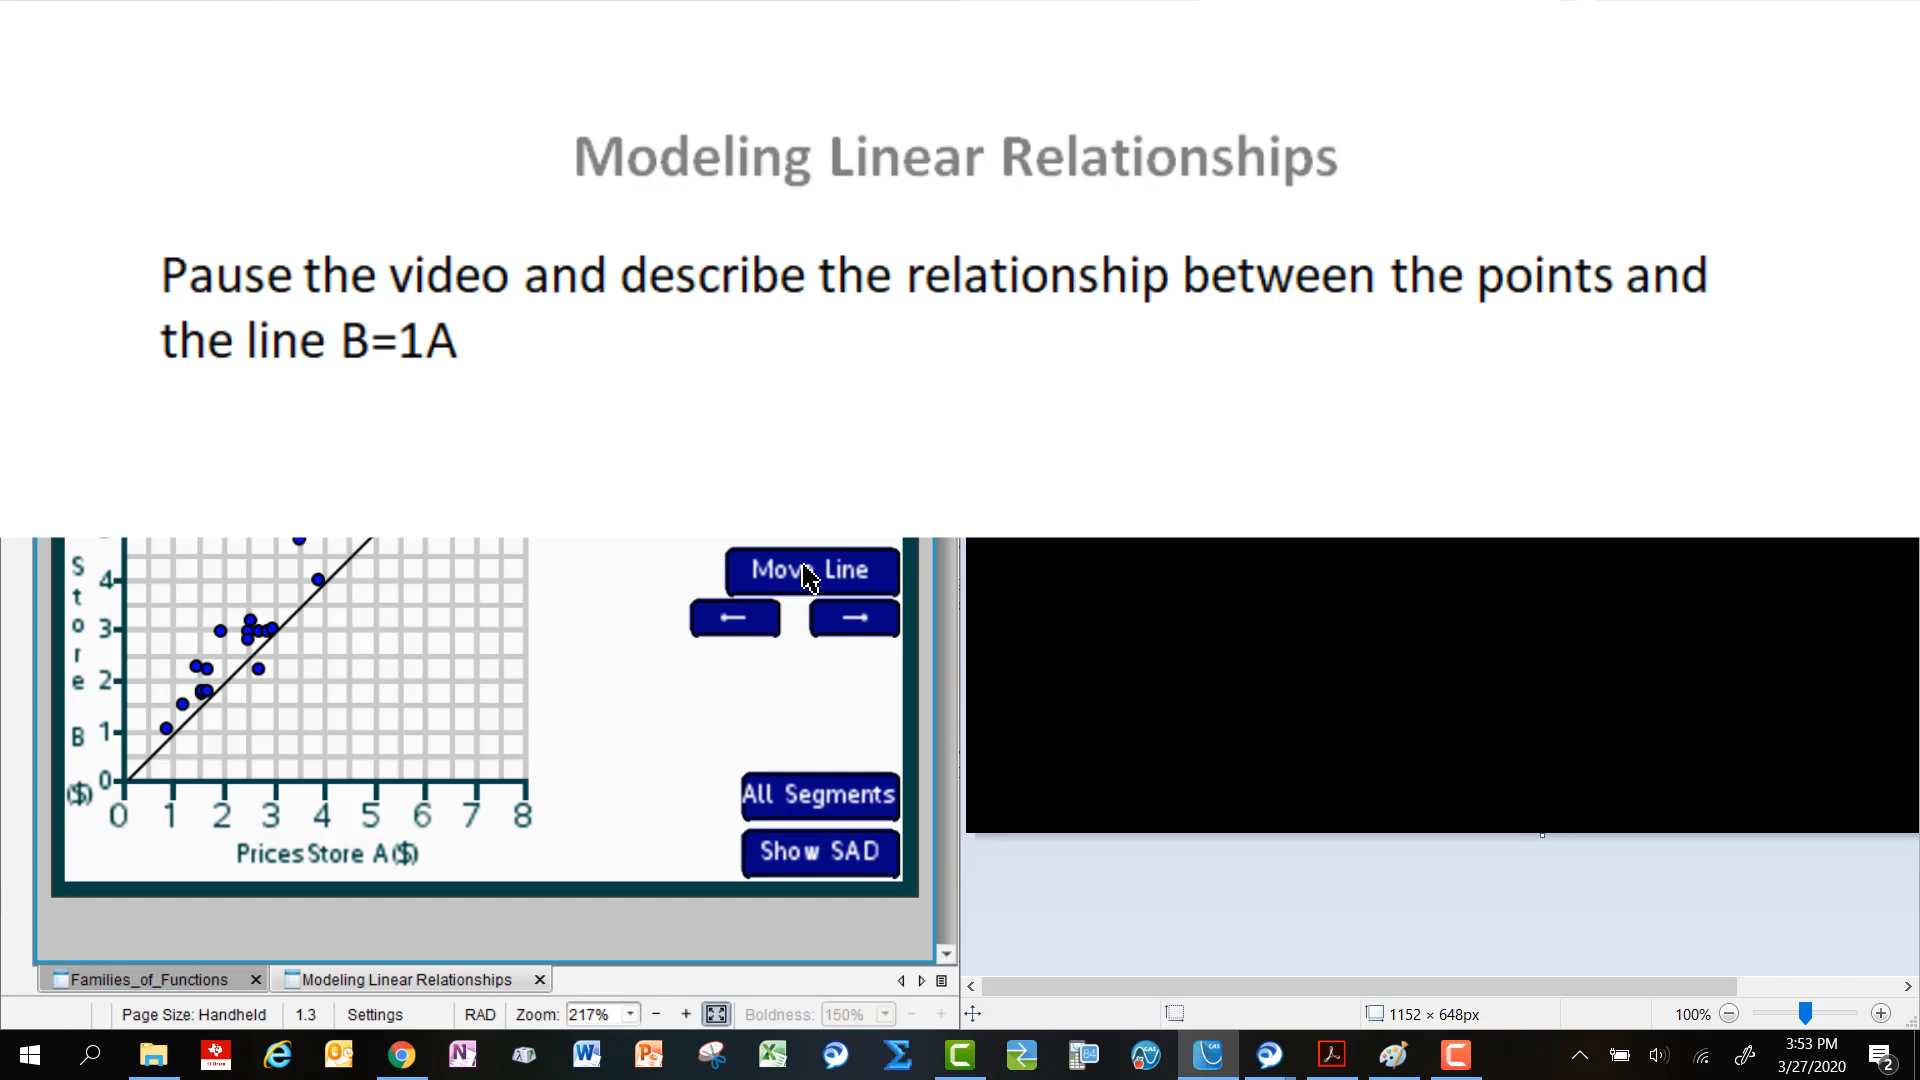 Modeling Linear Relationships
Pause the video and describe the relationship between the points and
the line B=1A
Store B ($)
4
3
2
1
0
0 1 2 3 4 5 6 7 8
Prices Store A ($)
Move Line
← →
All Segments
Show SAD
Families_of_Functions
Modeling Linear Relationships
Page Size: Handheld 1.3 Settings RAD Zoom: 217% Boldness: 150%
1152 × 648px 100%
3:53 PM
3/27/2020
2